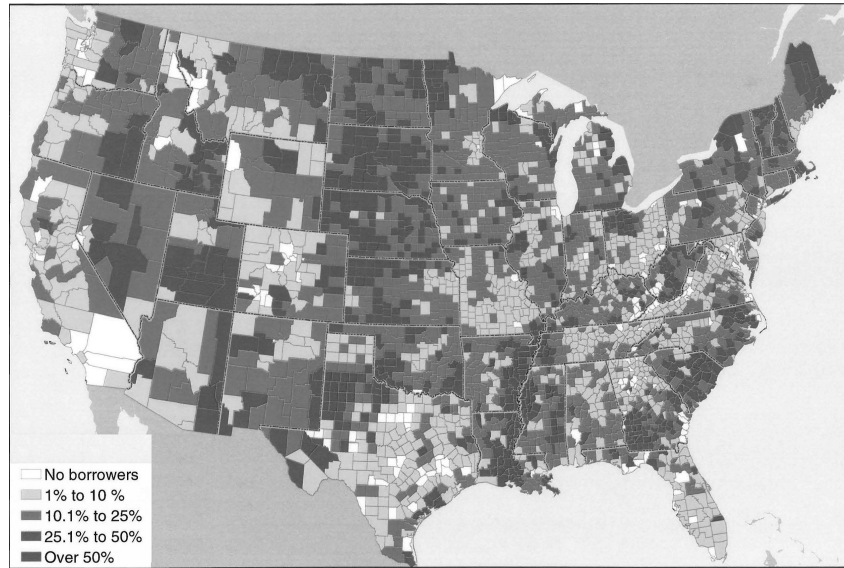 No borrowers
1% to 10 %
10.1% to 25%
25.1% to 50%
Over 50%